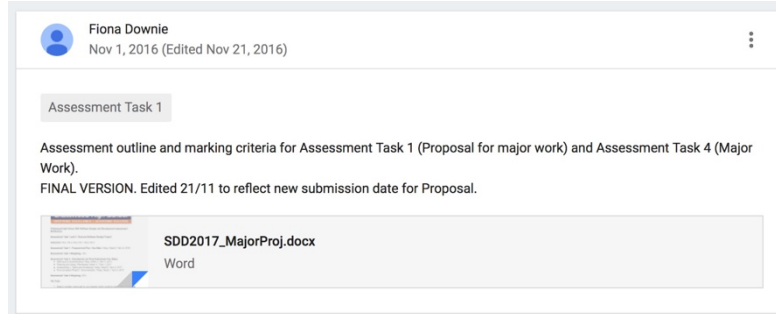 Fiona Downie
Nov 1, 2016 (Edited Nov 21, 2016)
Assessment Task 1
Assessment outline and marking criteria for Assessment Task 1 (Proposal for major work) and Assessment Task 4 (Major
Work).
FINAL VERSION. Edited 21/11 to reflect new submission date for Proposal.
SDD2017_MajorProj.docx
Word